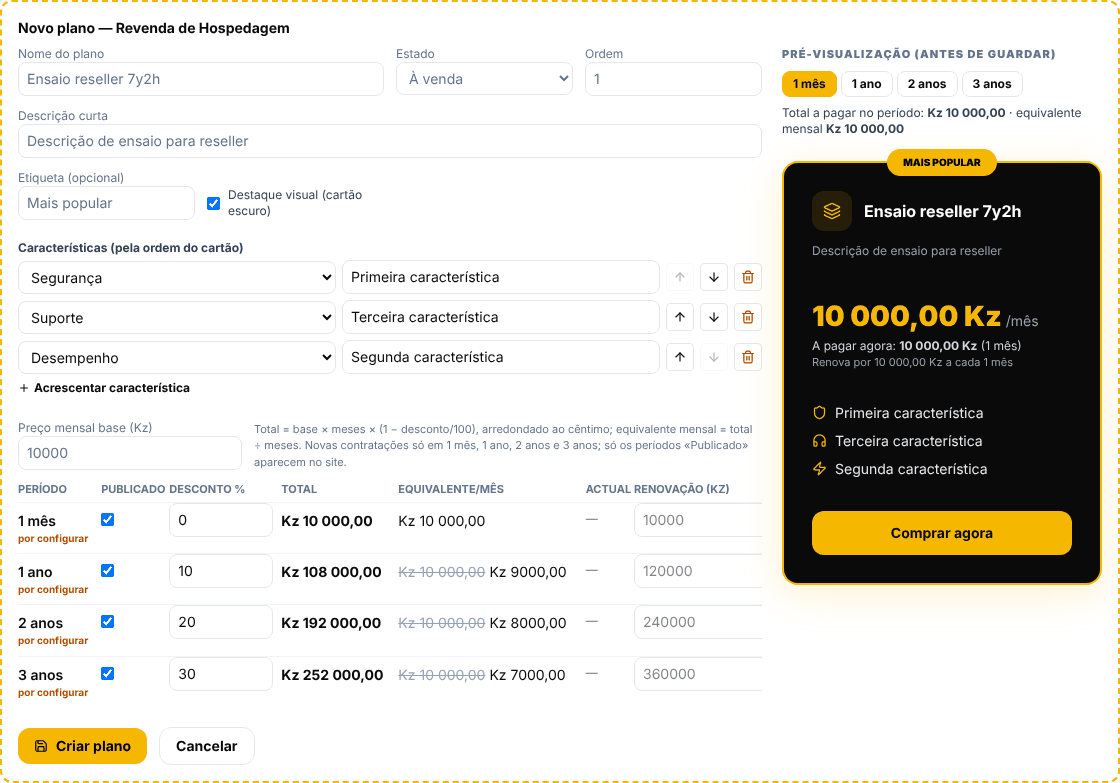 Novo plano — Revenda de Hospedagem
Nome do plano
Ensaio reseller 7y2h
Estado
À venda
Ordem
1
Descrição curta
Descrição de ensaio para reseller
Etiqueta (opcional)
Mais popular
Destaque visual (cartão
escuro)
Características (pela ordem do cartão)
Segurança
Primeira característica
Suporte
Terceira característica
Desempenho
Segunda característica
+ Acrescentar característica
Preço mensal base (Kz)
10000
Total = base × meses × (1 − desconto/100), arredondado ao cêntimo; equivalente mensal = total
÷ meses. Novas contratações só em 1 mês, 1 ano, 2 anos e 3 anos; só os períodos «Publicado»
aparecem no site.
PERÍODO PUBLICADO DESCONTO % TOTAL EQUIVALENTE/MÊS ACTUAL RENOVAÇÃO (KZ)
1 mês 0 Kz 10 000,00 Kz 10 000,00 — 10000
por configurar
1 ano 10 Kz 108 000,00 Kz 10 000,00 Kz 9000,00 — 120000
por configurar
2 anos 20 Kz 192 000,00 Kz 10 000,00 Kz 8000,00 — 240000
por configurar
3 anos 30 Kz 252 000,00 Kz 10 000,00 Kz 7000,00 — 360000
por configurar
Criar plano
Cancelar
PRÉ-VISUALIZAÇÃO (ANTES DE GUARDAR)
1 mês 1 ano 2 anos 3 anos
Total a pagar no período: Kz 10 000,00 · equivalente
mensal Kz 10 000,00
MAIS POPULAR
Ensaio reseller 7y2h
Descrição de ensaio para reseller
10 000,00 Kz /mês
A pagar agora: 10 000,00 Kz (1 mês)
Renova por 10 000,00 Kz a cada 1 mês
Primeira característica
Terceira característica
Segunda característica
Comprar agora